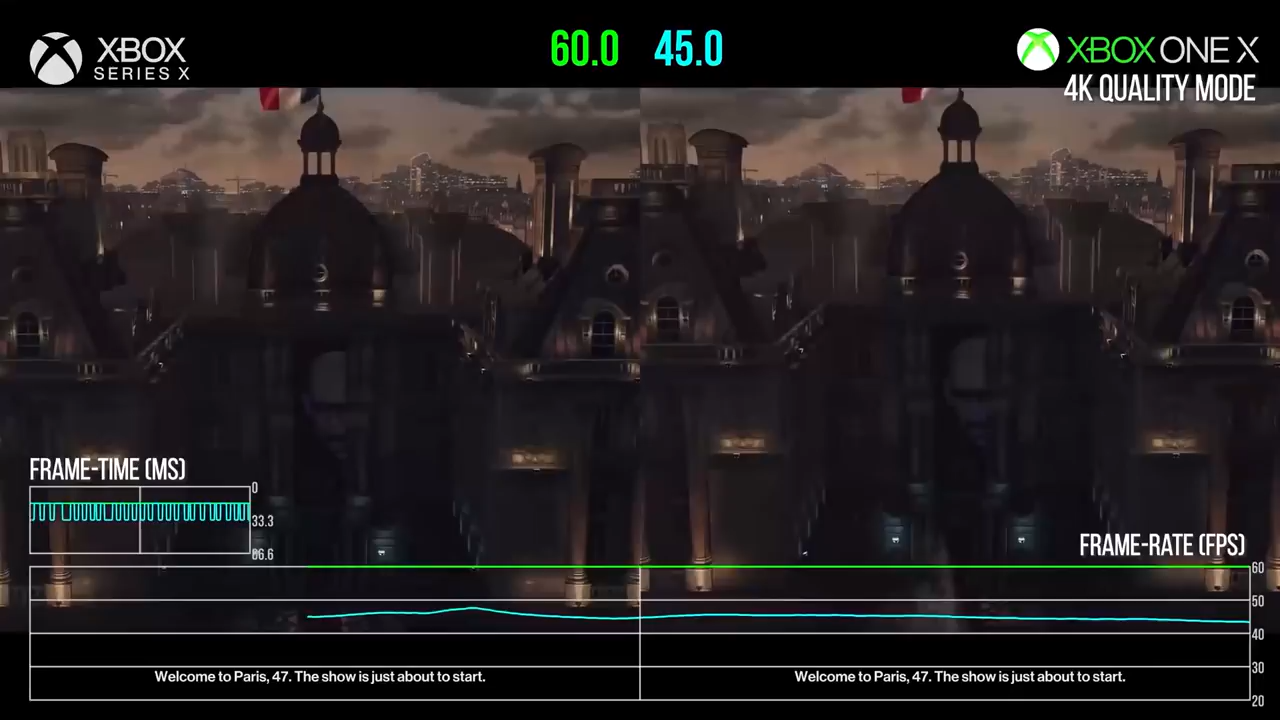 XBOX
SERIES X
60.0 45.0
XBOX ONE X
4K QUALITY MODE
FRAME-TIME (MS)
0
33.3
66.6
FRAME-RATE (FPS)
60
50
40
30
20
Welcome to Paris, 47. The show is just about to start.
Welcome to Paris, 47. The show is just about to start.